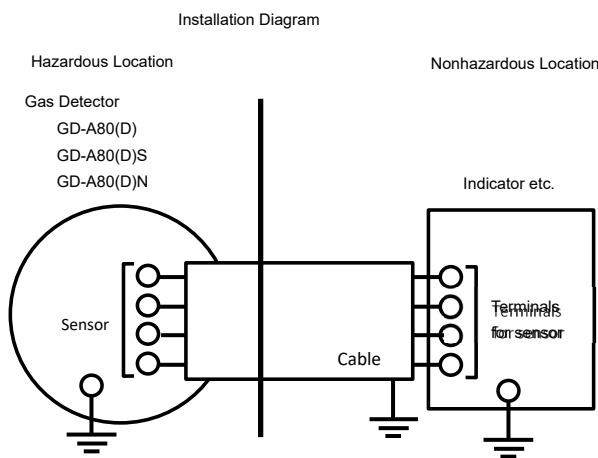 Installation Diagram
Hazardous Location
Nonhazardous Location
Gas Detector
GD-A80(D)
GD-A80(D)S
GD-A80(D)N
Indicator etc.
Sensor
Terminals
for sensor
Cable